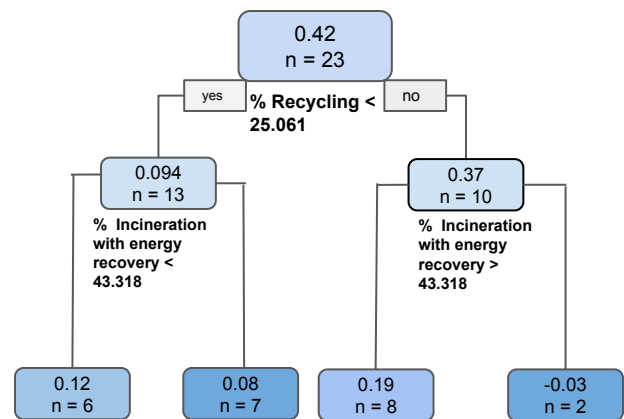 0.42
n = 23
yes
% Recycling <
25.061
no
0.094
n = 13
% Incineration
with energy
recovery <
43.318
0.37
n = 10
% Incineration
with energy
recovery >
43.318
0.12
n = 6
0.08
n = 7
0.19
n = 8
-0.03
n = 2